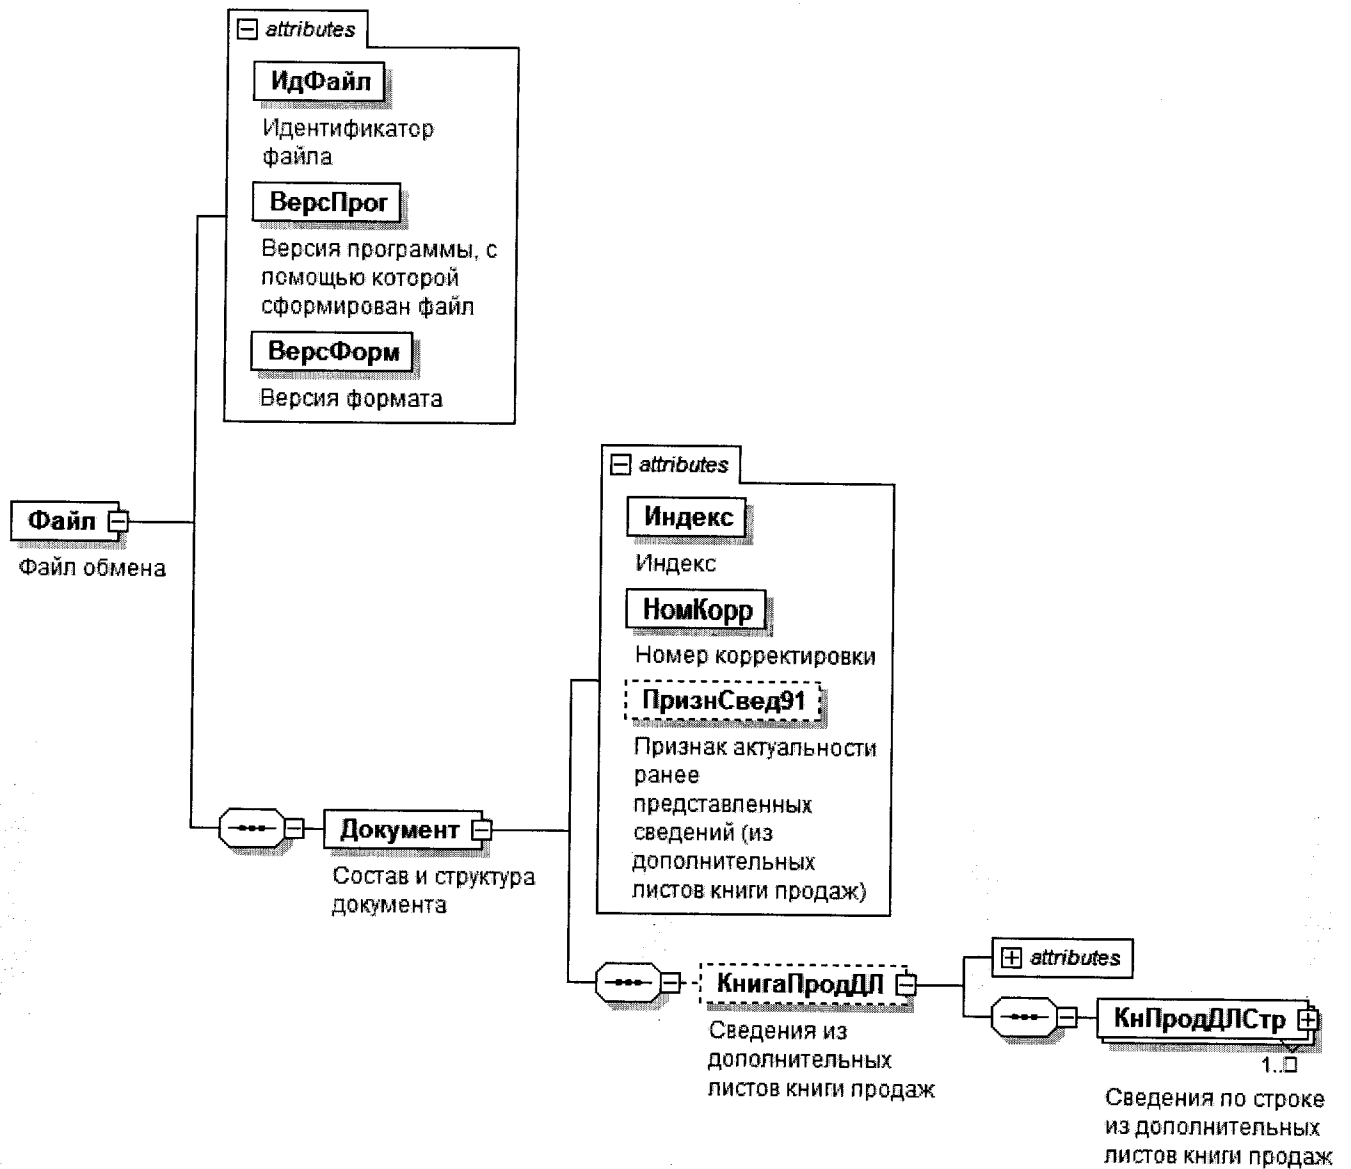 attributes
ИдФайл
Идентификатор
файла
ВерсПрог
Версия программы, с
помощью которой
сформирован файл
ВерсФорм
Версия формата
Файл
Файл обмена
attributes
Индекс
Индекс
НомКорр
Номер корректировки
ПризнСвед91
Признак актуальности
ранее
представленных
сведений (из
дополнительных
листов книги продаж)
Документ
Состав и структура
документа
КнигаПродДЛ
Сведения из
дополнительных
листов книги продаж
attributes
КнПродДЛСтр
1..□
Сведения по строке
из дополнительных
листов книги продаж